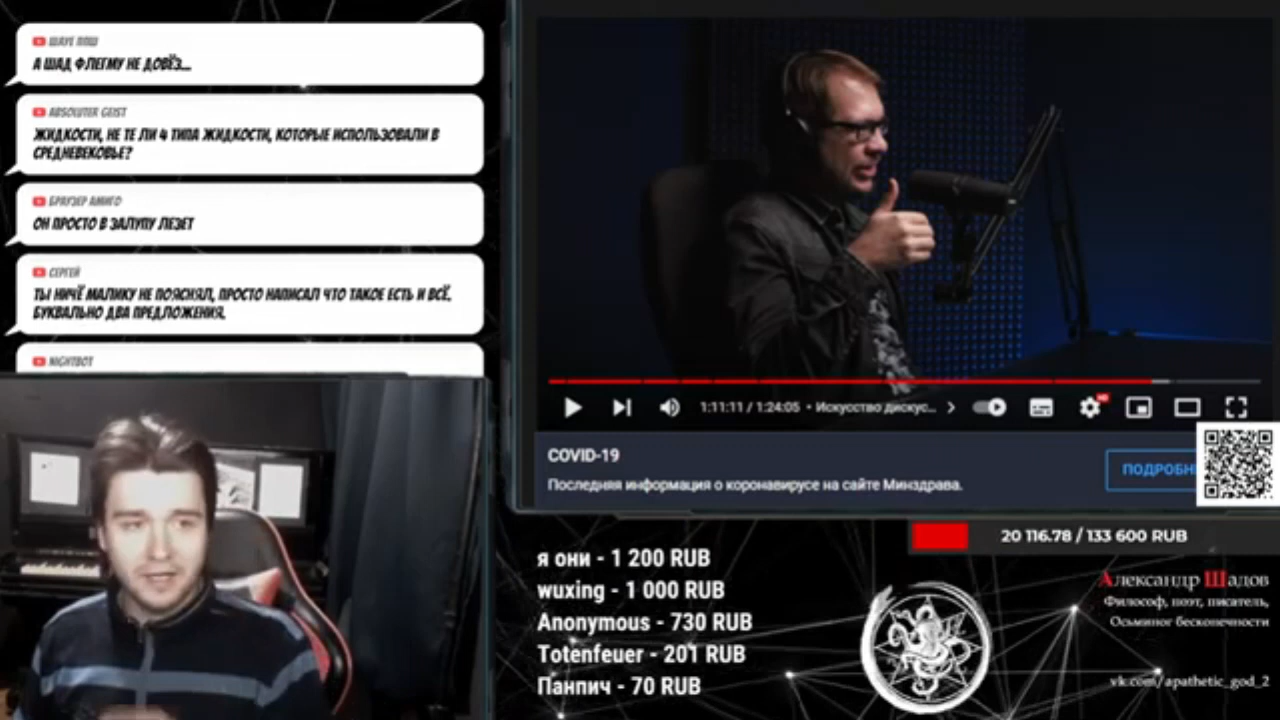 ШАУЕ ППШ
А ШАД ФЛЕГМУ НЕ ДОВЁЗ...
ABSOLUTER GEIST
ЖИДКОСТИ, НЕ ТЕ ЛИ 4 ТИПА ЖИДКОСТИ, КОТОРЫЕ ИСПОЛЬЗОВАЛИ В
СРЕДНЕВЕКОВЬЕ?
БРАУЗЕР АМИГО
ОН ПРОСТО В ЗАЛУПУ ЛЕЗЕТ
СЕРГЕЙ
ТЫ НИЧЁ МАЛИКУ НЕ ПОЯСНЯЛ, ПРОСТО НАПИСАЛ ЧТО ТАКОЕ ЕСТЬ И ВСЁ.
БУКВАЛЬНО ДВА ПРЕДЛОЖЕНИЯ.
NIGHTBOT
1:11:11 / 1:24:05 • Искусство дискус...
HD
COVID-19
Последняя информация о коронавирусе на сайте Минздрава.
ПОДРОБН
20 116.78 / 133 600 RUB
я они - 1 200 RUB
wuxing - 1 000 RUB
Anonymous - 730 RUB
Totenfeuer - 201 RUB
Панпич - 70 RUB
Александр Шадов
Философ, поэт, писатель,
Осьминог бесконечности
vk.com/apathetic_god_2